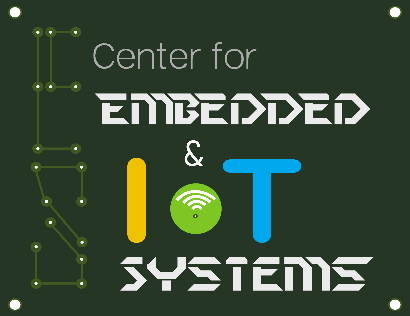 Center for
EMBEDDED
&
IoT
SYSTEMS